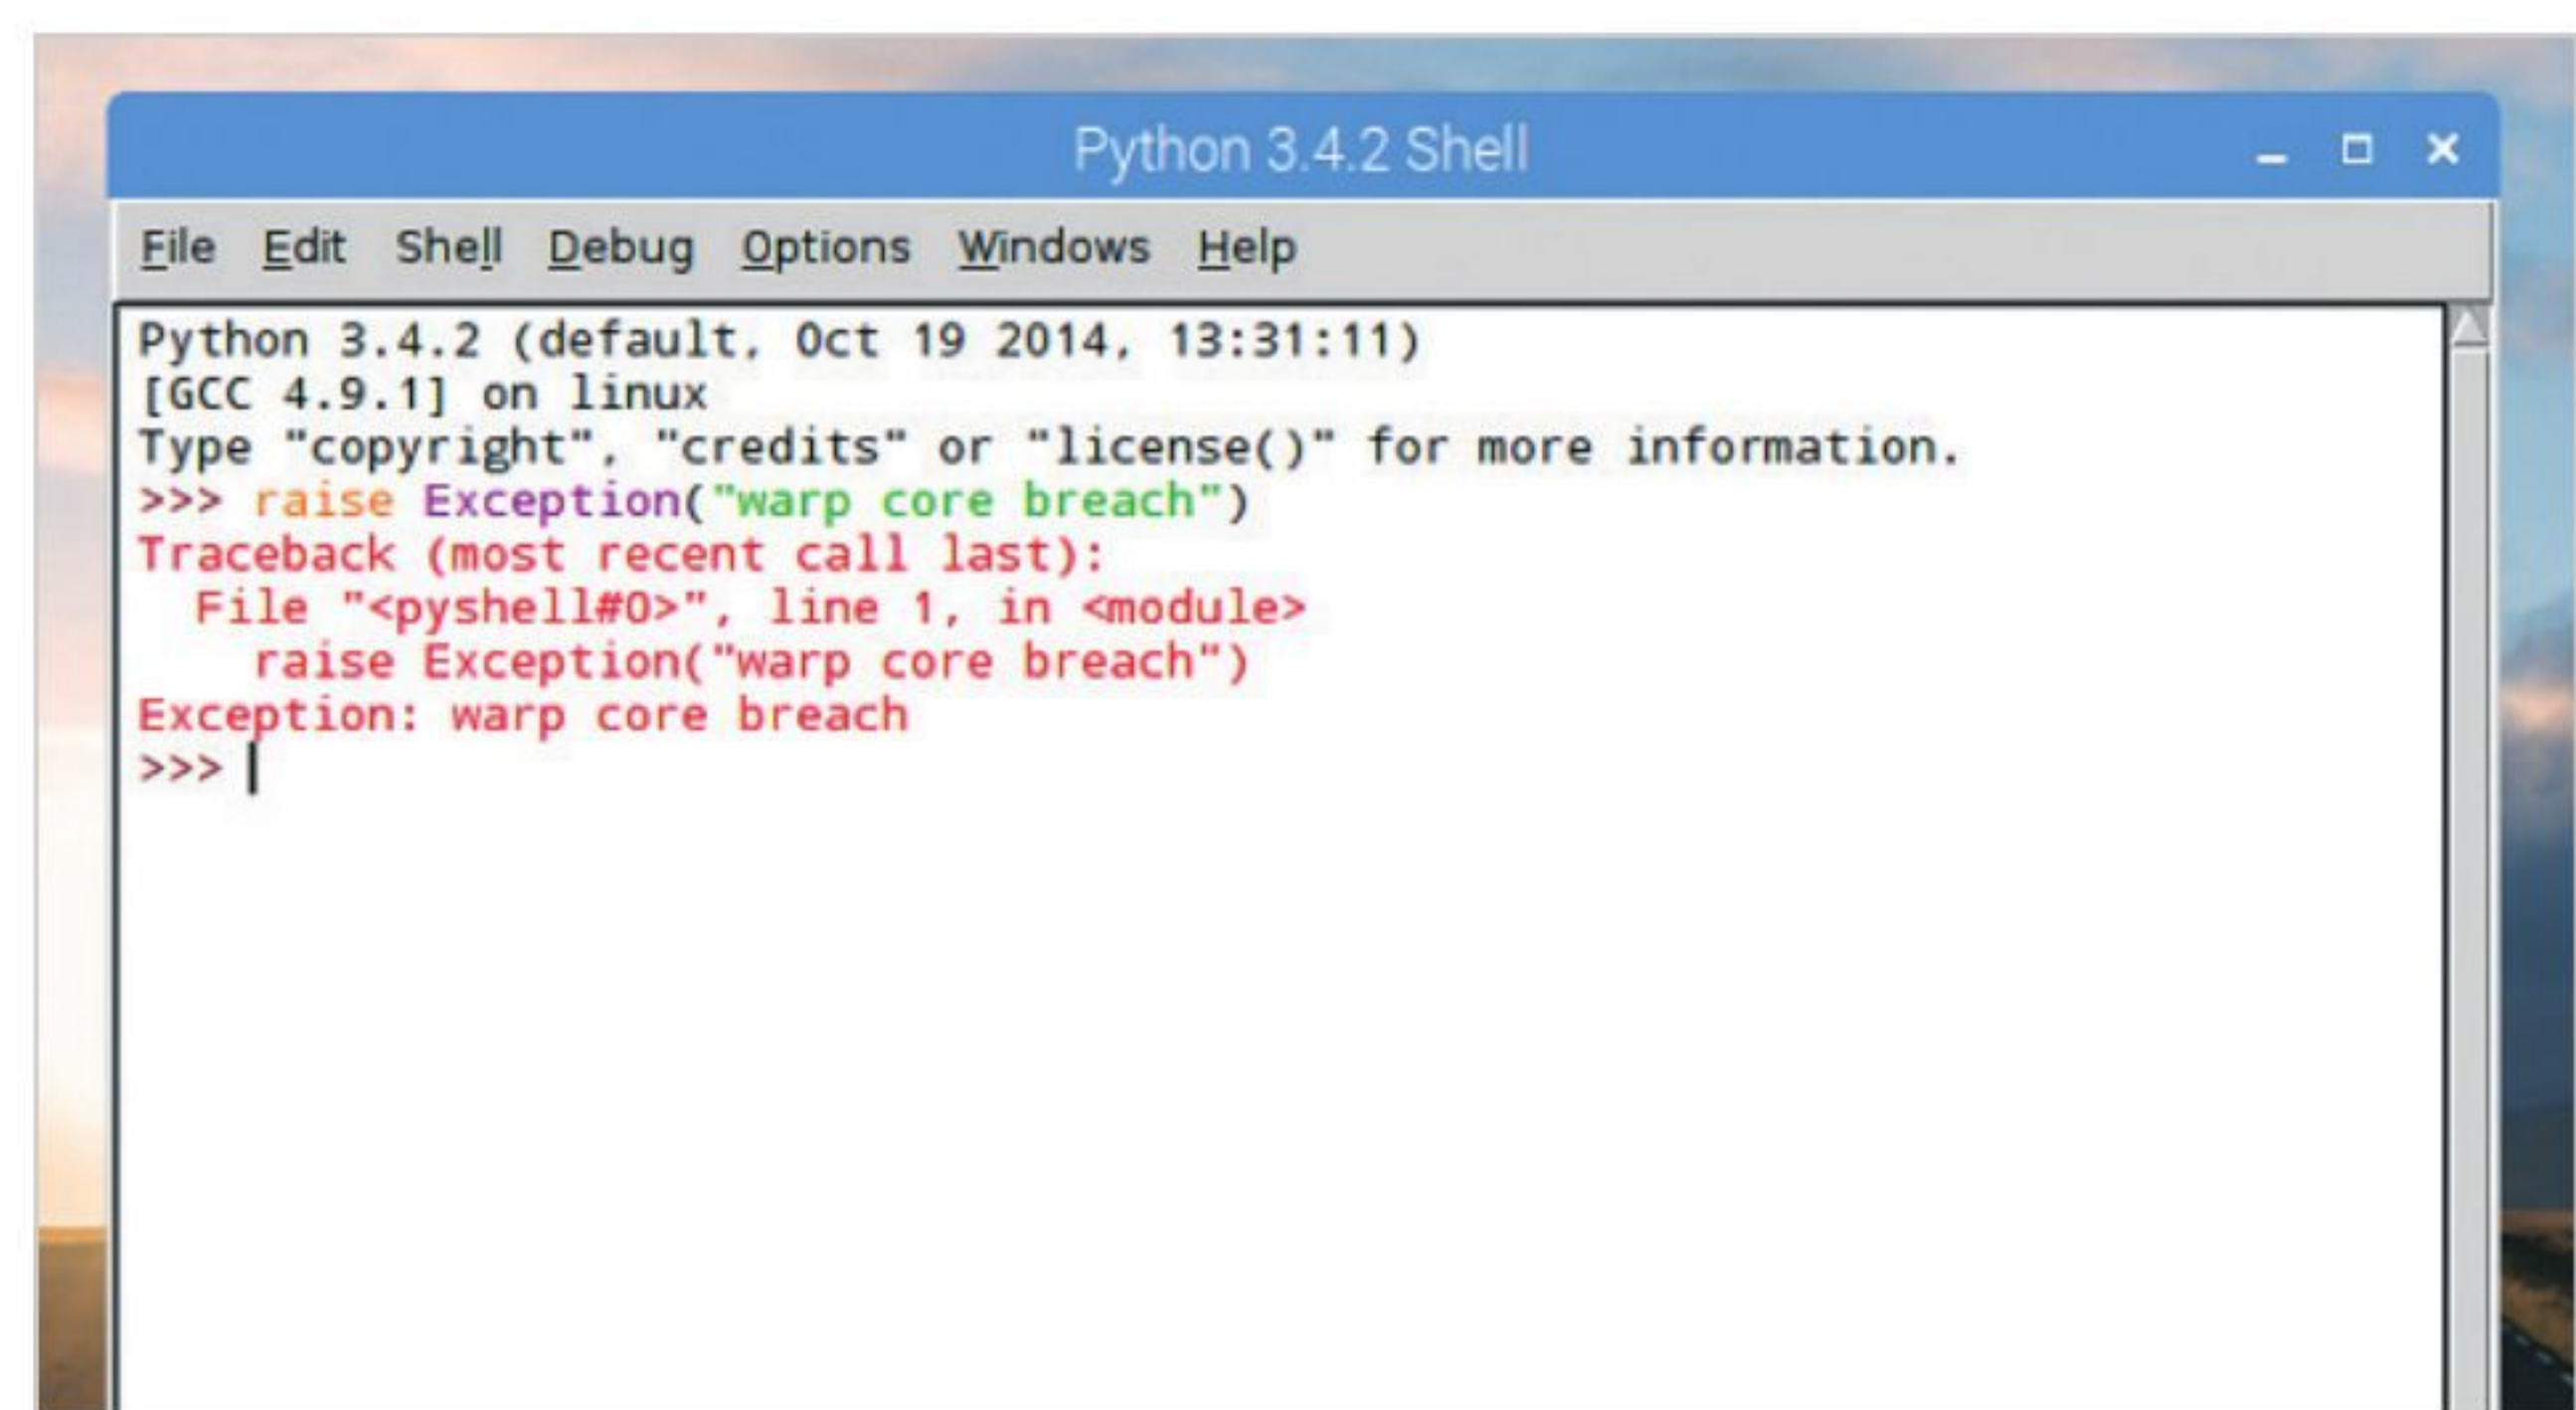 Python 3.4.2 Shell
File Edit Shell Debug Options Windows Help
Python 3.4.2 (default, Oct 19 2014, 13:31:11)
[GCC 4.9.1] on linux
Type "copyright", "credits" or "license()" for more information.
>>> raise Exception("warp core breach")
Traceback (most recent call last):
  File "<pyshell#0>", line 1, in <module>
    raise Exception("warp core breach")
Exception: warp core breach
>>>